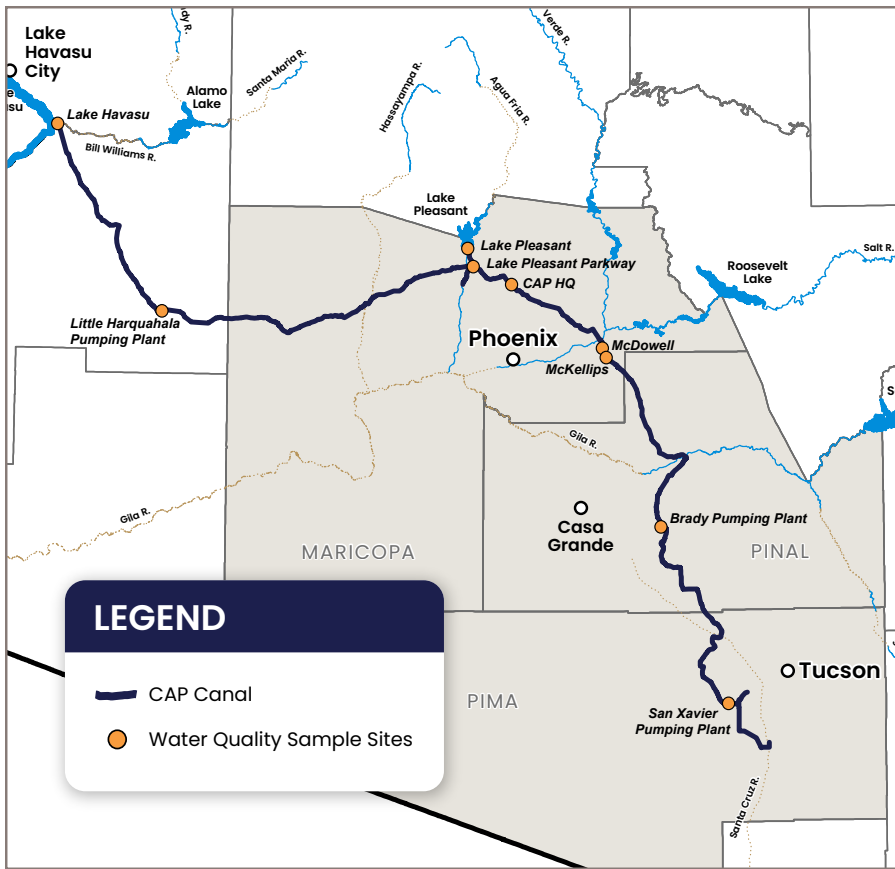 Lake
Havasu
City
dy R.
Santa Maria R.
Alamo
Lake
Lake Havasu
Bill Williams R.
Hassayampa R.
Agua Fria R.
Verde R.
Lake
Pleasant
Lake Pleasant
Lake Pleasant Parkway
CAP HQ
Roosevelt
Lake
Salt R.
Little Harquahala
Pumping Plant
Phoenix
McDowell
McKellips
Gila R.
Gila R.
Casa
Grande
Brady Pumping Plant
MARICOPA
PINAL
LEGEND
CAP Canal
Water Quality Sample Sites
PIMA
Tucson
San Xavier
Pumping Plant
Santa Cruz R.